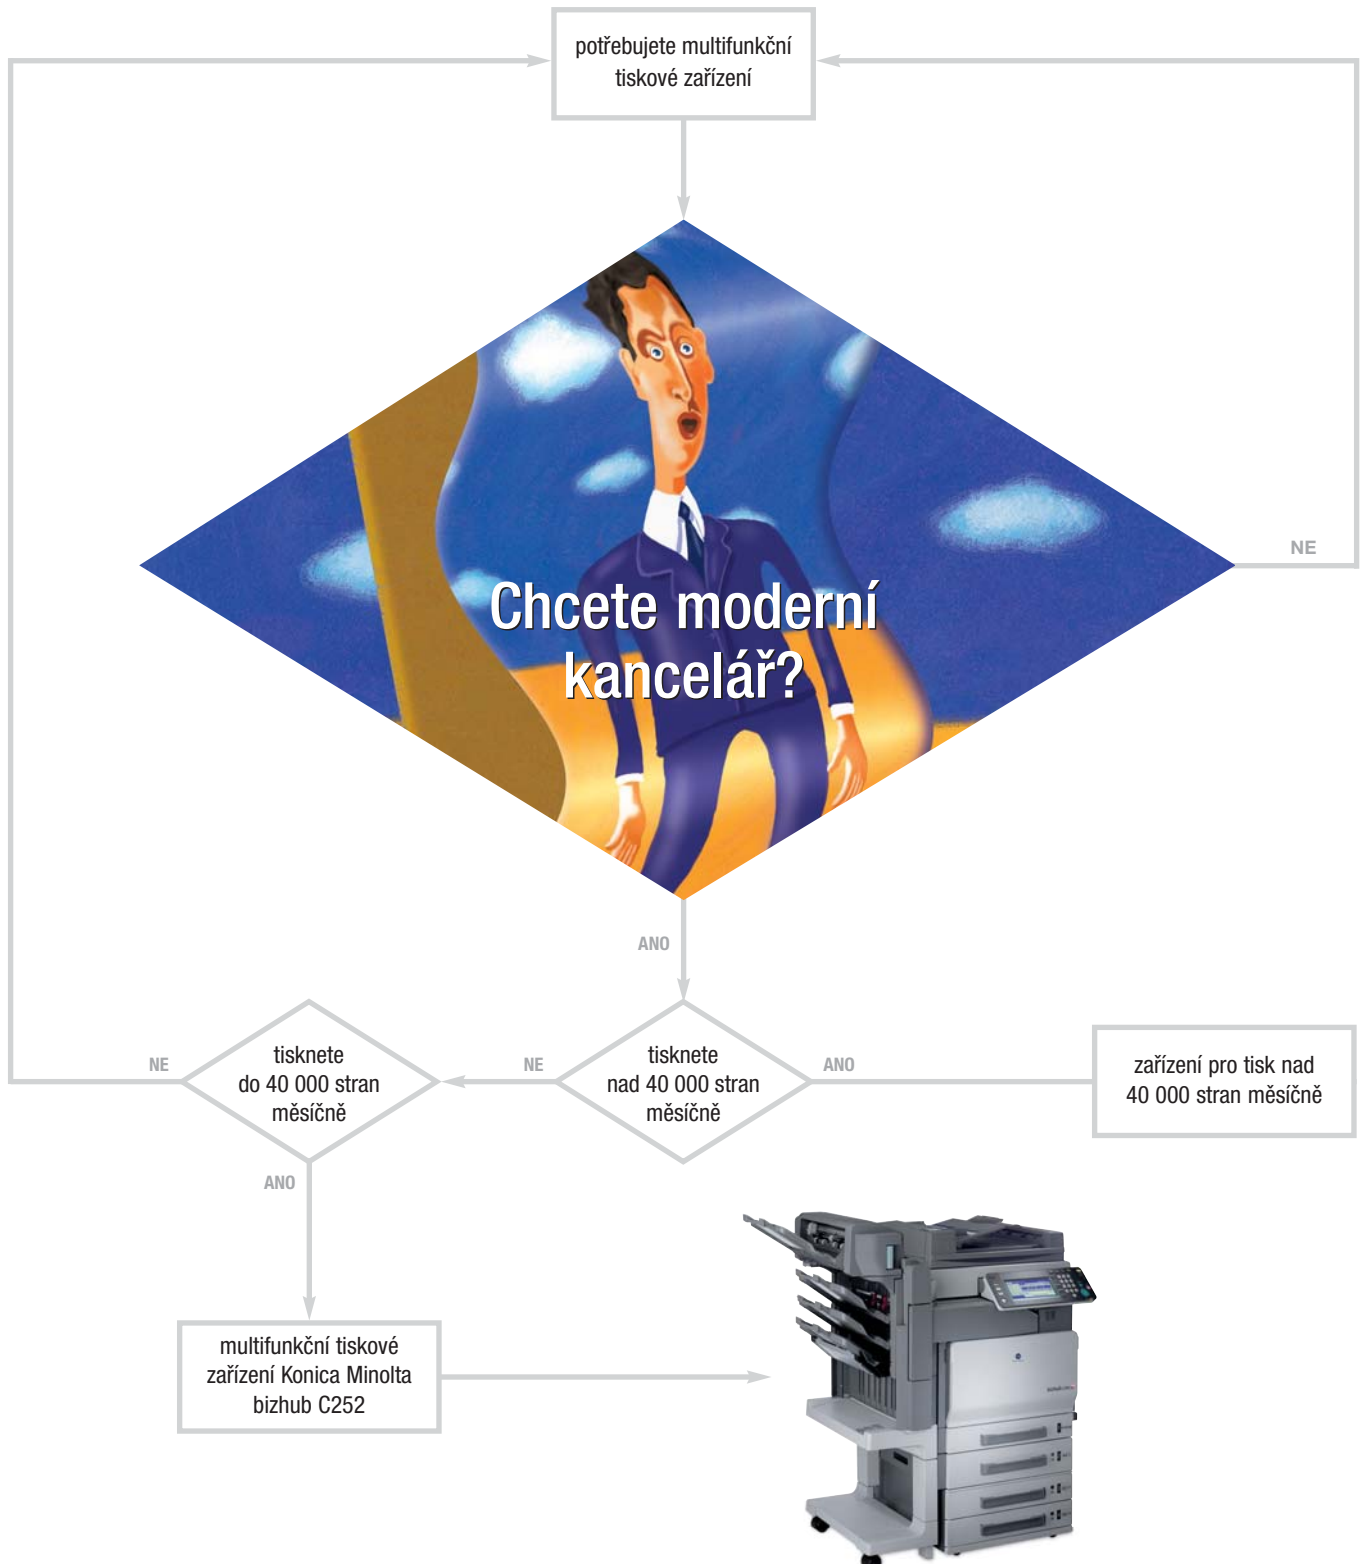 potřebujete multifunkční
tiskové zařízení
Chcete moderní
kancelář?
NE
ANO
NE
tisknete
do 40 000 stran
měsíčně
NE
tisknete
nad 40 000 stran
měsíčně
ANO
zařízení pro tisk nad
40 000 stran měsíčně
ANO
multifunkční tiskové
zařízení Konica Minolta
bizhub C252